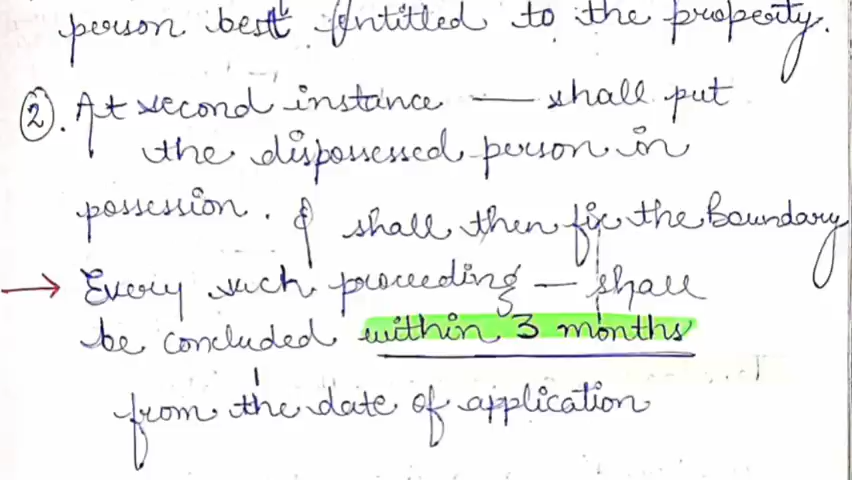 person best Entitled to the property.
②. At second instance — shall put
the dispossessed person in
possession. & shall then fix the Boundary
→ Every such proceeding — shall
be concluded within 3 months
from the date of application